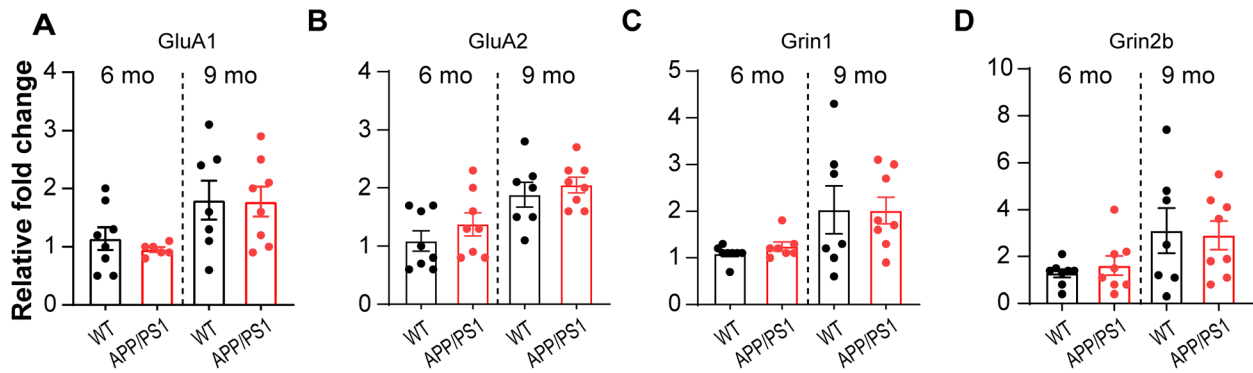 A
GluA1
Relative fold change
6 mo 9 mo
4
3
2
1
0
WT APP/PS1 WT APP/PS1
B
GluA2
6 mo 9 mo
4
3
2
1
0
WT APP/PS1 WT APP/PS1
C
Grin1
6 mo 9 mo
5
4
3
2
1
0
WT APP/PS1 WT APP/PS1
D
Grin2b
6 mo 9 mo
10
8
6
4
2
0
WT APP/PS1 WT APP/PS1